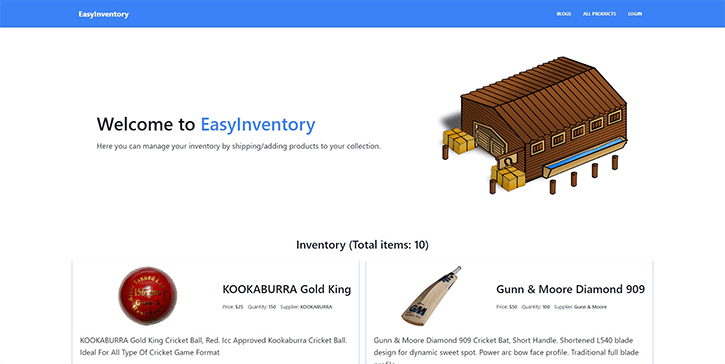 EasyInventory
BLOGS ALL PRODUCTS LOGIN
Welcome to EasyInventory
Here you can manage your inventory by shipping/adding products to your collection.
Inventory (Total items: 10)
KOOKABURRA Gold King
Price: $25 Quantity: 150 Supplier: KOOKABURRA
KOOKABURRA Gold King Cricket Ball, Red. Icc Approved Kookaburra Cricket Ball.
Ideal For All Type Of Cricket Game Format
GM
Gunn & Moore Diamond 909
Price: $50 Quantity: 100 Supplier: Gunn & Moore
Gunn & Moore Diamond 909 Cricket Bat, Short Handle. Shortened L540 blade
design for dynamic sweet spot. Power arc bow face profile. Traditional full blade